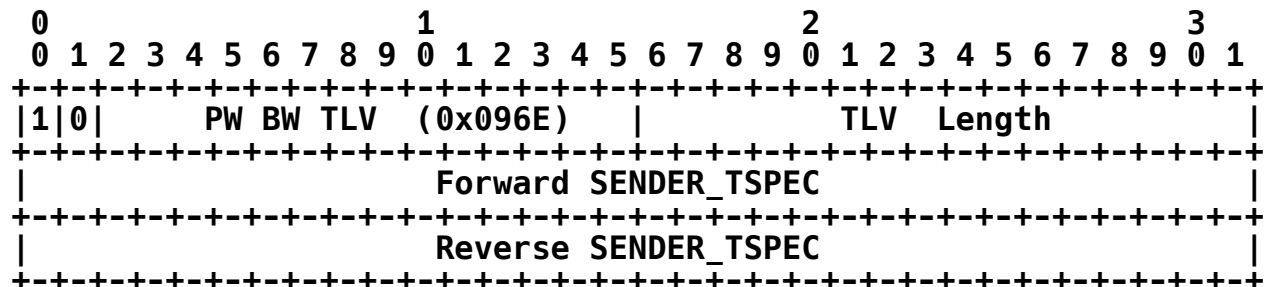 0                   1                   2                   3
 0 1 2 3 4 5 6 7 8 9 0 1 2 3 4 5 6 7 8 9 0 1 2 3 4 5 6 7 8 9 0 1
+-+-+-+-+-+-+-+-+-+-+-+-+-+-+-+-+-+-+-+-+-+-+-+-+-+-+-+-+-+-+-+-+
|1|0|     PW BW TLV  (0x096E)   |          TLV  Length          |
+-+-+-+-+-+-+-+-+-+-+-+-+-+-+-+-+-+-+-+-+-+-+-+-+-+-+-+-+-+-+-+-+
|                     Forward SENDER_TSPEC                      |
+-+-+-+-+-+-+-+-+-+-+-+-+-+-+-+-+-+-+-+-+-+-+-+-+-+-+-+-+-+-+-+-+
|                     Reverse SENDER_TSPEC                      |
+-+-+-+-+-+-+-+-+-+-+-+-+-+-+-+-+-+-+-+-+-+-+-+-+-+-+-+-+-+-+-+-+